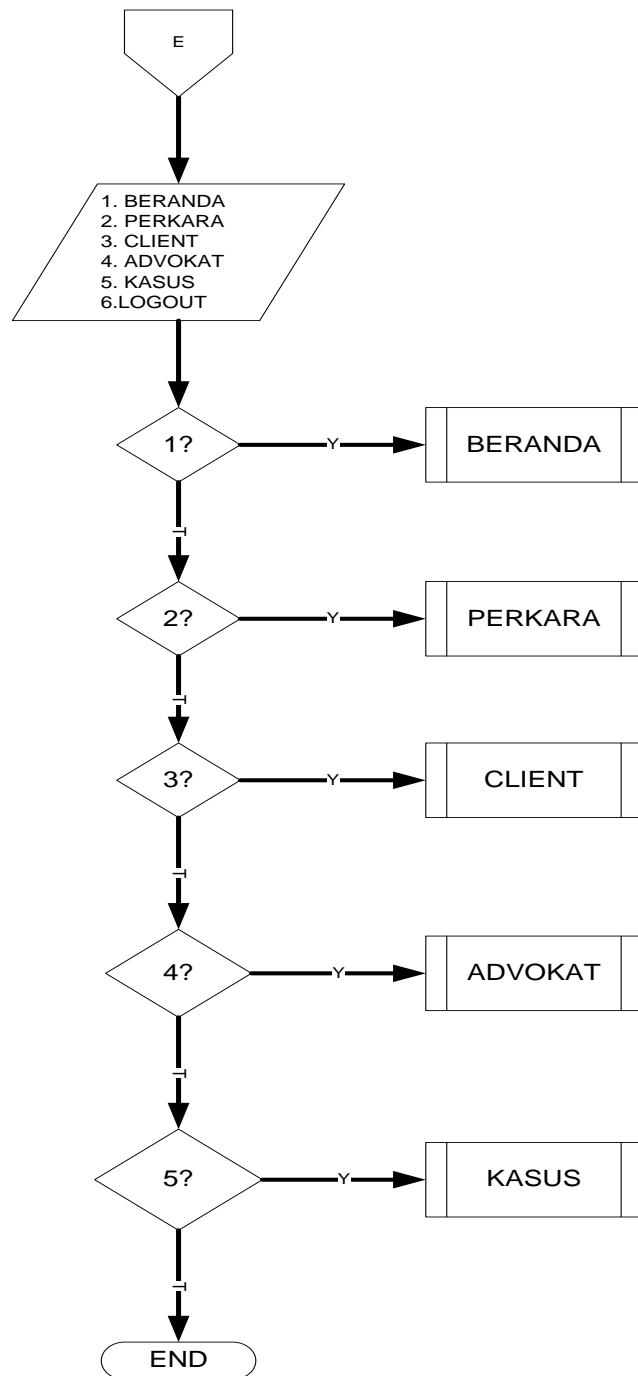 E
1. BERANDA
2. PERKARA
3. CLIENT
4. ADVOKAT
5. KASUS
6.LOGOUT
1?
Y
BERANDA
T
2?
Y
PERKARA
T
3?
Y
CLIENT
T
4?
Y
ADVOKAT
T
5?
Y
KASUS
T
END